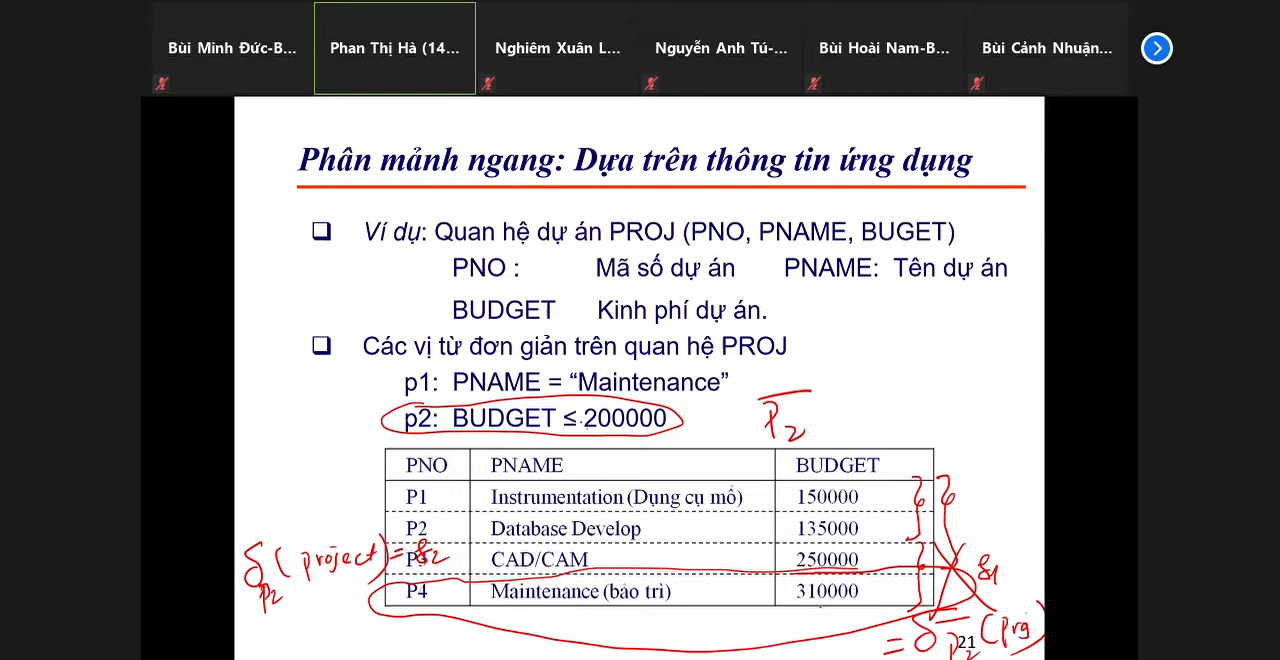 Bùi Minh Đức-B... Phan Thị Hà (14... Nghiêm Xuân L... Nguyễn Anh Tú-... Bùi Hoài Nam-B... Bùi Cảnh Nhuận...
Phân mảnh ngang: Dựa trên thông tin ứng dụng
Ví dụ: Quan hệ dự án PROJ (PNO, PNAME, BUGET)
PNO : Mã số dự án PNAME: Tên dự án
BUDGET Kinh phí dự án.
Các vị từ đơn giản trên quan hệ PROJ
p1: PNAME = “Maintenance”
p2: BUDGET ≤ 200000
P2
PNO PNAME BUDGET
P1 Instrumentation (Dụng cụ mổ) 150000
P2 Database Develop 135000
P3 CAD/CAM 250000
P4 Maintenance (bảo trì) 310000
P2 (project) =
= P2
21